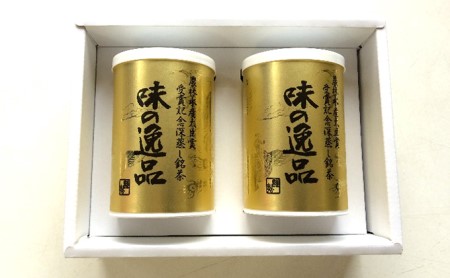 農林水産大臣賞
受賞記念深蒸し銘茶
味の逸品
農林水産大臣賞
受賞記念深蒸し銘茶
味の逸品